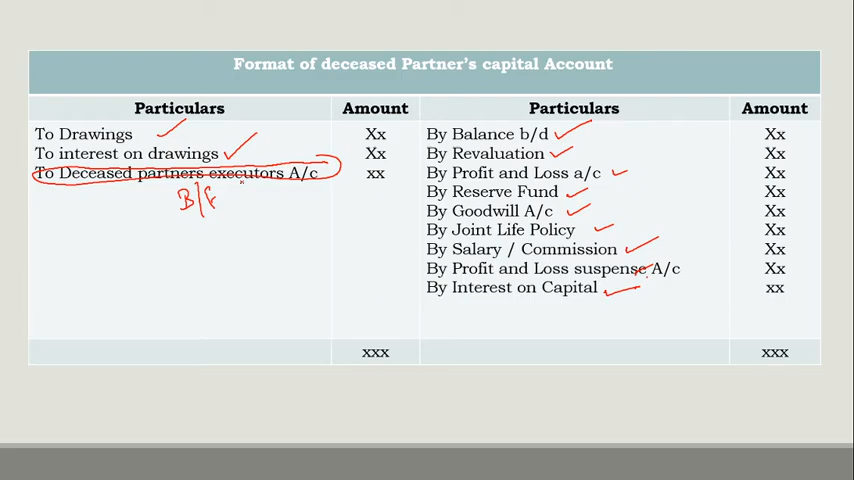 Format of deceased Partner's capital Account
Particulars Amount Particulars Amount
To Drawings Xx By Balance b/d Xx
To interest on drawings Xx By Revaluation Xx
To Deceased partners executors A/c xx By Profit and Loss a/c Xx
By Reserve Fund Xx
B/F
By Goodwill A/c Xx
By Joint Life Policy Xx
By Salary / Commission Xx
By Profit and Loss suspense A/c Xx
By Interest on Capital xx
xxx xxx